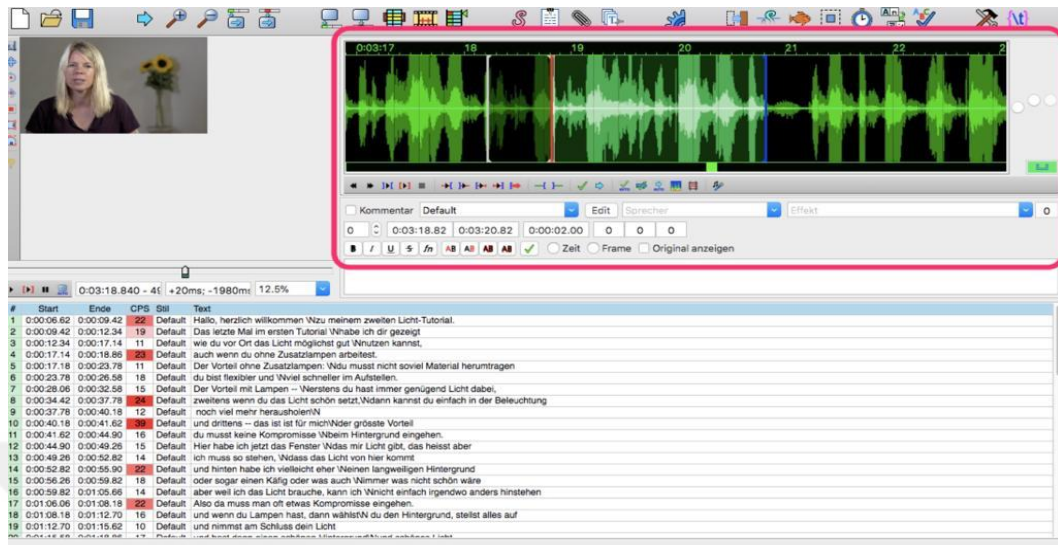 0:03:17 18 19 20 21 22 2
Kommentar Default Edit Sprecher Effekt 0
0 0:03:18.82 0:03:20.82 0:00:02.00 0 0 0
B I U S fn AB AB AB AB Zeit Frame Original anzeigen
0:03:18.840 - 49 +20ms; -1980ms 12.5%
# Start Ende CPS Stil Text
1 0:00:06.62 0:00:09.42 22 Default Hallo, herzlich willkommen \Nzu meinem zweiten Licht-Tutorial.
2 0:00:09.42 0:00:12.34 19 Default Das letzte Mal im ersten Tutorial \Nhabe ich dir gezeigt
3 0:00:12.34 0:00:17.14 11 Default wie du vor Ort das Licht möglichst gut \Nnutzen kannst,
4 0:00:17.14 0:00:18.86 23 Default auch wenn du ohne Zusatzlampen arbeitest.
5 0:00:17.18 0:00:23.78 11 Default Der Vorteil ohne Zusatzlampen: \Ndu musst nicht soviel Material herumtragen
6 0:00:23.78 0:00:26.58 18 Default du bist flexibler und \Nviel schneller im Aufstellen.
7 0:00:28.06 0:00:32.58 15 Default Der Vorteil mit Lampen -- \Nerstens du hast immer genügend Licht dabei,
8 0:00:34.42 0:00:37.78 24 Default zweitens wenn du das Licht schön setzt,\Ndann kannst du einfach in der Beleuchtung
9 0:00:37.78 0:00:40.18 12 Default noch viel mehr herausholen\N
10 0:00:40.18 0:00:41.62 39 Default und drittens -- das ist ist für mich\Nder grösste Vorteil
11 0:00:41.62 0:00:44.90 16 Default du musst keine Kompromisse \Nbeim Hintergrund eingehen.
12 0:00:44.90 0:00:49.26 15 Default Hier habe ich jetzt das Fenster \Ndas mir Licht gibt, das heisst aber
13 0:00:49.26 0:00:52.82 14 Default ich muss so stehen, \Ndass das Licht von hier kommt
14 0:00:52.82 0:00:55.90 22 Default und hinten habe ich vielleicht eher \Neinen langweiligen Hintergrund
15 0:00:56.26 0:00:59.82 18 Default oder sogar einen Käfig oder was auch \Nimmer was nicht schön wäre
16 0:00:59.82 0:01:05.66 14 Default aber weil ich das Licht brauche, kann ich \Nnicht einfach irgendwo anders hinstehen
17 0:01:06.06 0:01:08.18 22 Default Also da muss man oft etwas Kompromisse eingehen.
18 0:01:08.18 0:01:12.70 16 Default und wenn du Lampen hast, dann wählst\N du den Hintergrund, stellst alles auf
19 0:01:12.70 0:01:15.62 10 Default und nimmst am Schluss dein Licht